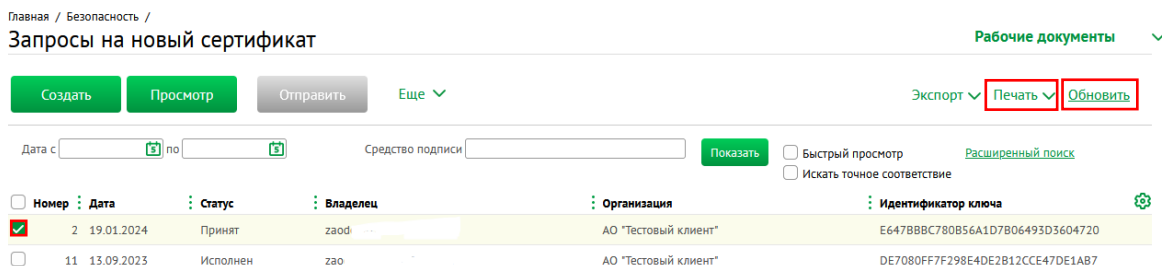 Главная / Безопасность /
Запросы на новый сертификат
Рабочие документы
Создать Просмотр Отправить Еще Экспорт Печать Обновить
Дата с 5 по 5 Средство подписи Показать Быстрый просмотр Расширенный поиск
Искать точное соответствие
Номер Дата Статус Владелец Организация Идентификатор ключа
2 19.01.2024 Принят АО "Тестовый клиент" E647BBBC780B56A1D7B06493D3604720
11 13.09.2023 Исполнен zao АО "Тестовый клиент" DE7080FF7F298E4DE2B12CCE47DE1AB7